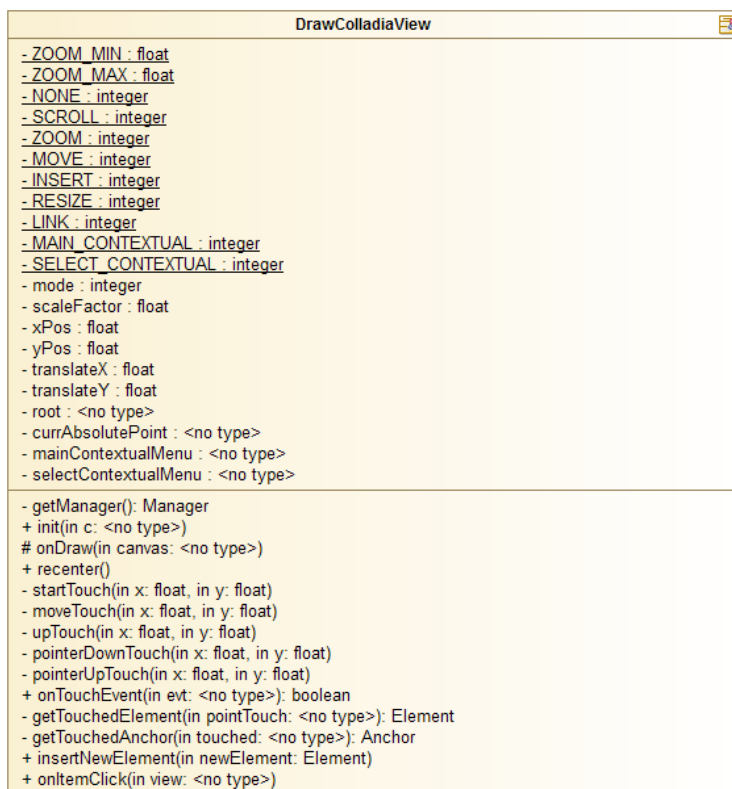 DrawColladiaView
- ZOOM_MIN : float
- ZOOM_MAX : float
- NONE : integer
- SCROLL : integer
- ZOOM : integer
- MOVE : integer
- INSERT : integer
- RESIZE : integer
- LINK : integer
- MAIN_CONTEXTUAL : integer
- SELECT_CONTEXTUAL : integer
- mode : integer
- scaleFactor : float
- xPos : float
- yPos : float
- translateX : float
- translateY : float
- root : <no type>
- currAbsolutePoint : <no type>
- mainContextualMenu : <no type>
- selectContextualMenu : <no type>
- getManager(): Manager
+ init(in c: <no type>)
# onDraw(in canvas: <no type>)
+ recenter()
- startTouch(in x: float, in y: float)
- moveTouch(in x: float, in y: float)
- upTouch(in x: float, in y: float)
- pointerDownTouch(in x: float, in y: float)
- pointerUpTouch(in x: float, in y: float)
+ onTouchEvent(in evt: <no type>): boolean
- getTouchedElement(in pointTouch: <no type>): Element
- getTouchedAnchor(in touched: <no type>): Anchor
+ insertNewElement(in newElement: Element)
+ onItemClick(in view: <no type>)